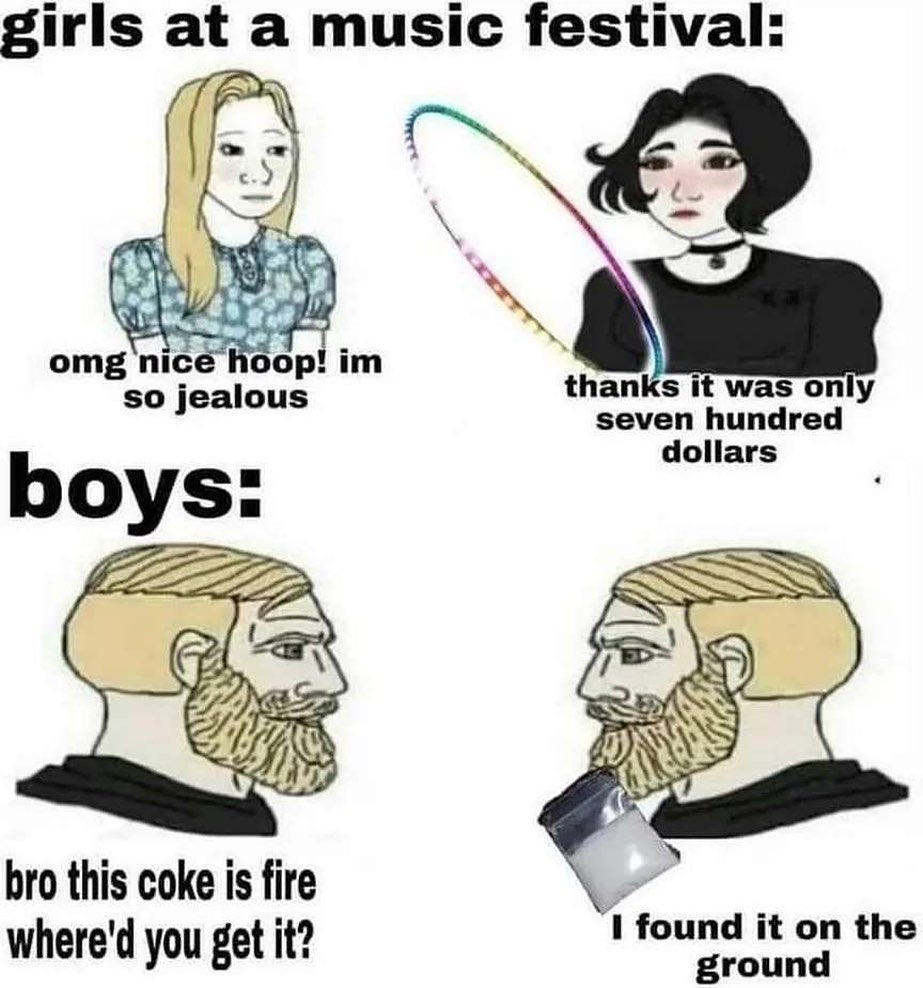 girls at a music festival:
omg nice hoop! im
so jealous
thanks it was only
seven hundred
dollars
boys:
bro this coke is fire
where'd you get it?
I found it on the
ground